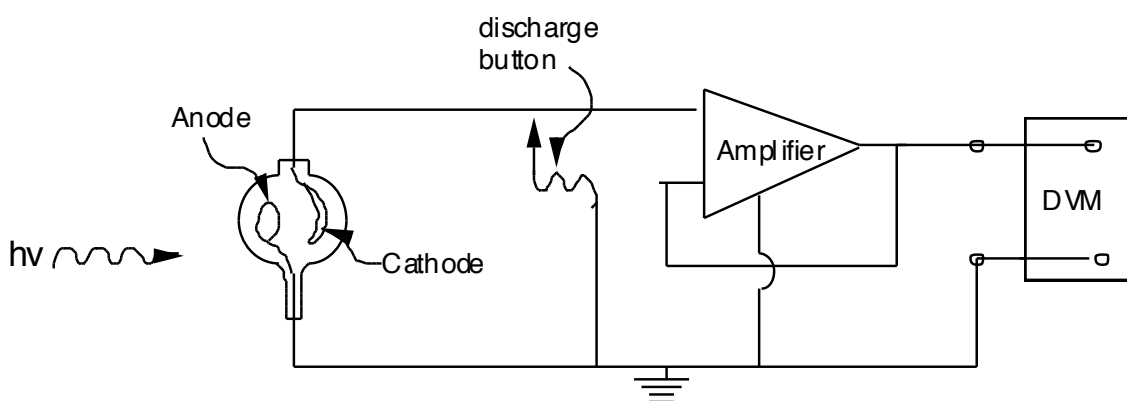 discharge
button
Anode
Amplifier
DVM
hv
Cathode